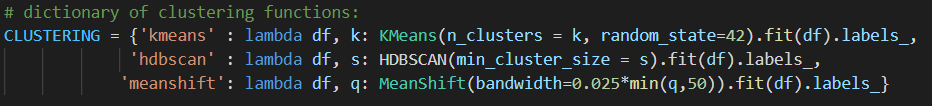 # dictionary of clustering functions:
CLUSTERING = {'kmeans' : lambda df, k: KMeans(n_clusters = k, random_state=42).fit(df).labels_,
'hdbscan' : lambda df, s: HDBSCAN(min_cluster_size = s).fit(df).labels_,
'meanshift': lambda df, q: MeanShift(bandwidth=0.025*min(q,50)).fit(df).labels_}